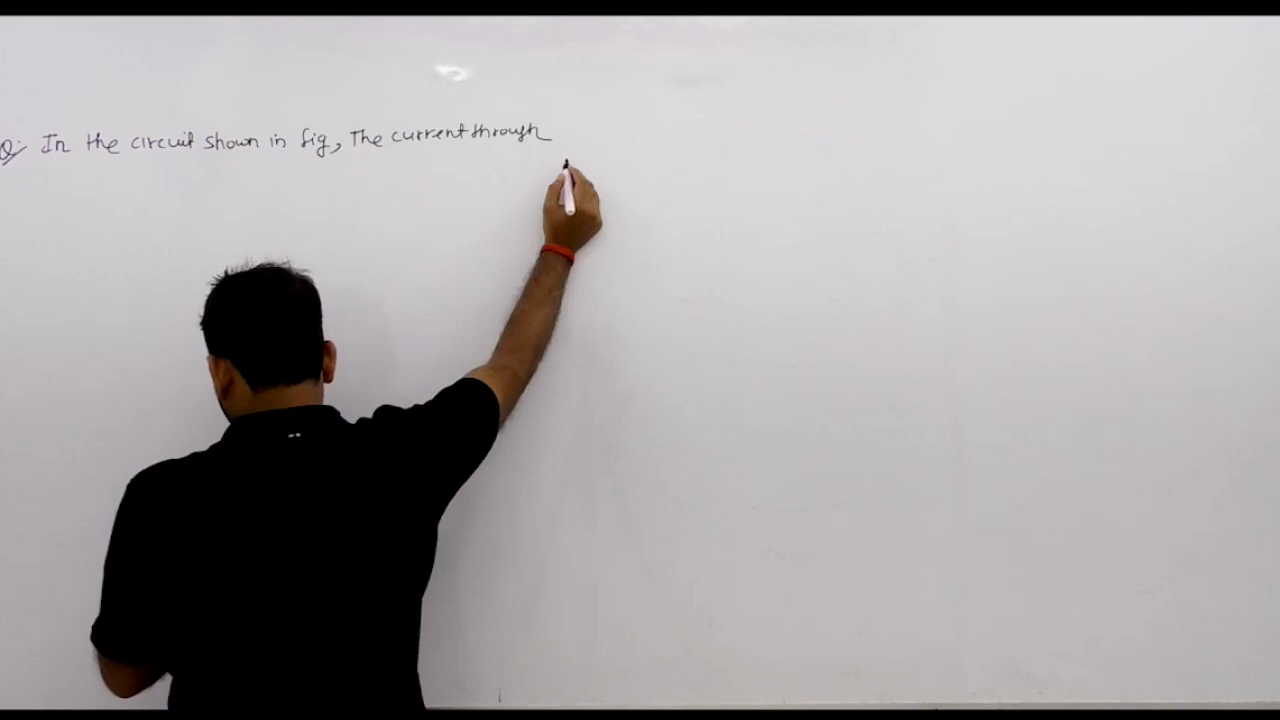 Q:- In the circuit shown in fig, The current through